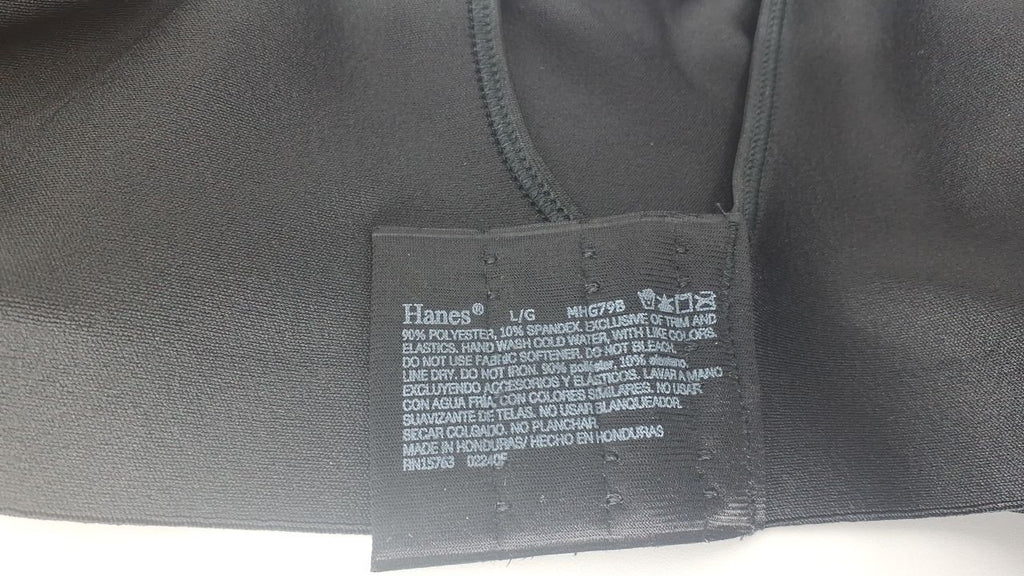 Hanes® L/G MHG79B
90% POLYESTER, 10% SPANDEX. EXCLUSIVE OF TRIM AND
ELASTICS. HAND WASH COLD WATER, WITH LIKE COLORS.
DO NOT USE FABRIC SOFTENER. DO NOT BLEACH.
LINE DRY. DO NOT IRON. 90% poliéster, 10% elastano.
EXCLUYENDO ACCESORIOS Y ELASTICOS. LAVAR A MANO
CON AGUA FRÍA, CON COLORES SIMILARES. NO USAR
SUAVIZANTE DE TELAS. NO USAR BLANQUEADOR.
SECAR COLGADO. NO PLANCHAR
MADE IN HONDURAS/ HECHO EN HONDURAS
RN15763